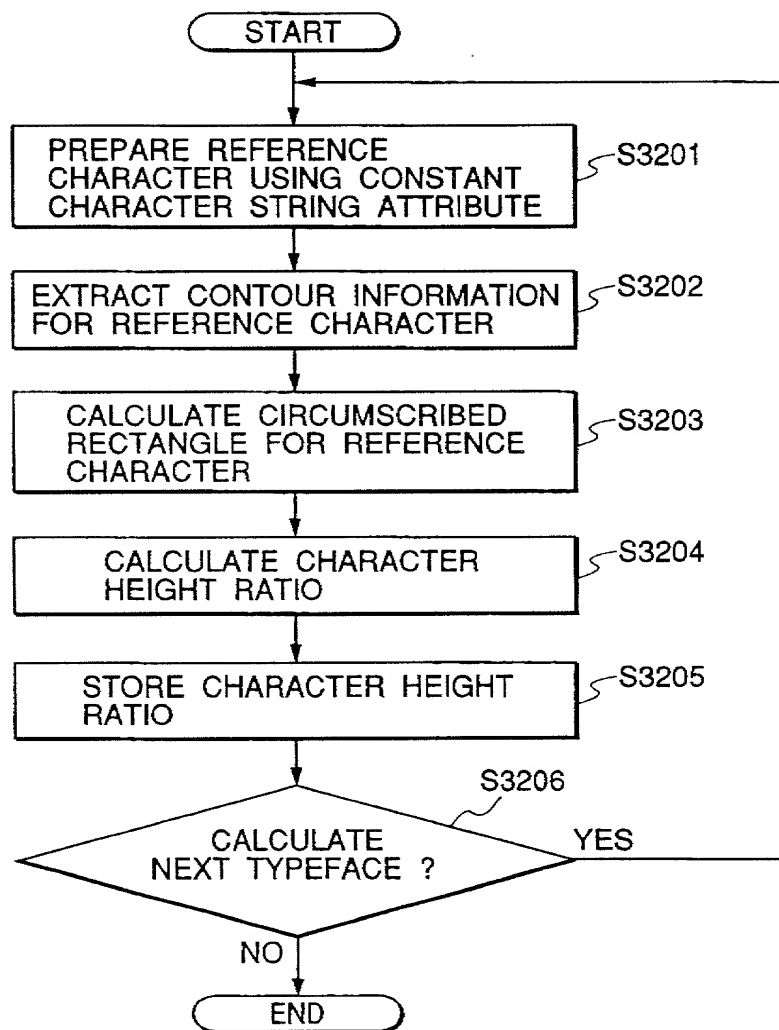 START
PREPARE REFERENCE
CHARACTER USING CONSTANT
CHARACTER STRING ATTRIBUTE
S3201
EXTRACT CONTOUR INFORMATION
FOR REFERENCE CHARACTER
S3202
CALCULATE CIRCUMSCRIBED
RECTANGLE FOR REFERENCE
CHARACTER
S3203
CALCULATE CHARACTER
HEIGHT RATIO
S3204
STORE CHARACTER HEIGHT
RATIO
S3205
S3206
CALCULATE
NEXT TYPEFACE ?
YES
NO
END